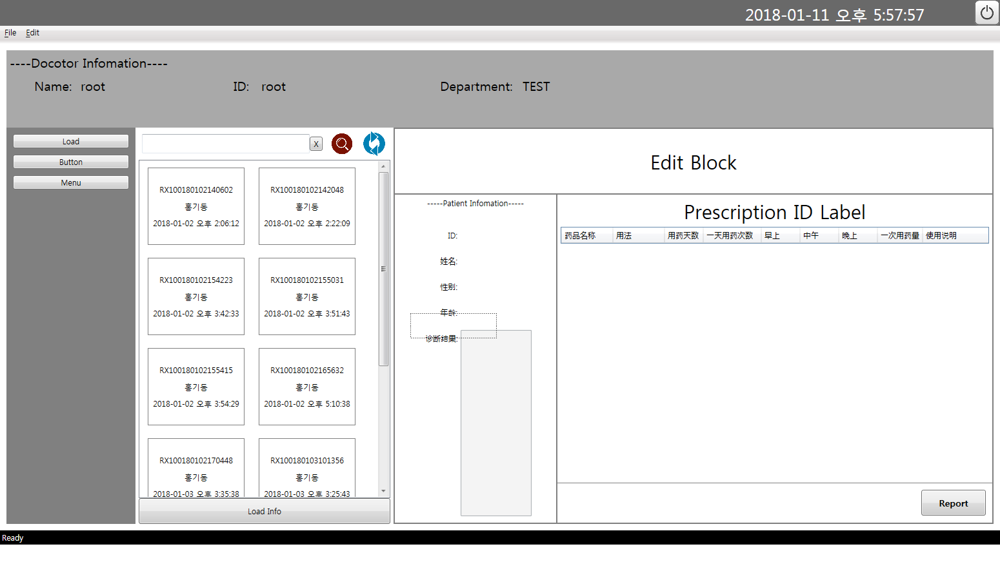 2018-01-11 오후 5:57:57
File Edit
----Docotor Infomation----
Name: root ID: root Department: TEST
Load
Button
Menu
X
RX100180102140602
홍기동
2018-01-02 오후 2:06:12
RX100180102142048
홍기동
2018-01-02 오후 2:22:09
RX100180102154223
홍기동
2018-01-02 오후 3:42:33
RX100180102155031
홍기동
2018-01-02 오후 3:51:43
RX100180102155415
홍기동
2018-01-02 오후 3:54:29
RX100180102165632
홍기동
2018-01-02 오후 5:10:38
RX100180102170448
홍기동
2018-01-03 오후 3:35:38
RX100180103101356
홍기동
2018-01-03 오후 3:25:43
Load Info
Edit Block
-----Patient Infomation-----
ID:
姓名:
性别:
年龄:
诊断结果:
Prescription ID Label
药品名称 用法 用药天数 一天用药次数 早上 中午 晚上 一次用药量 使用说明
Report
Ready